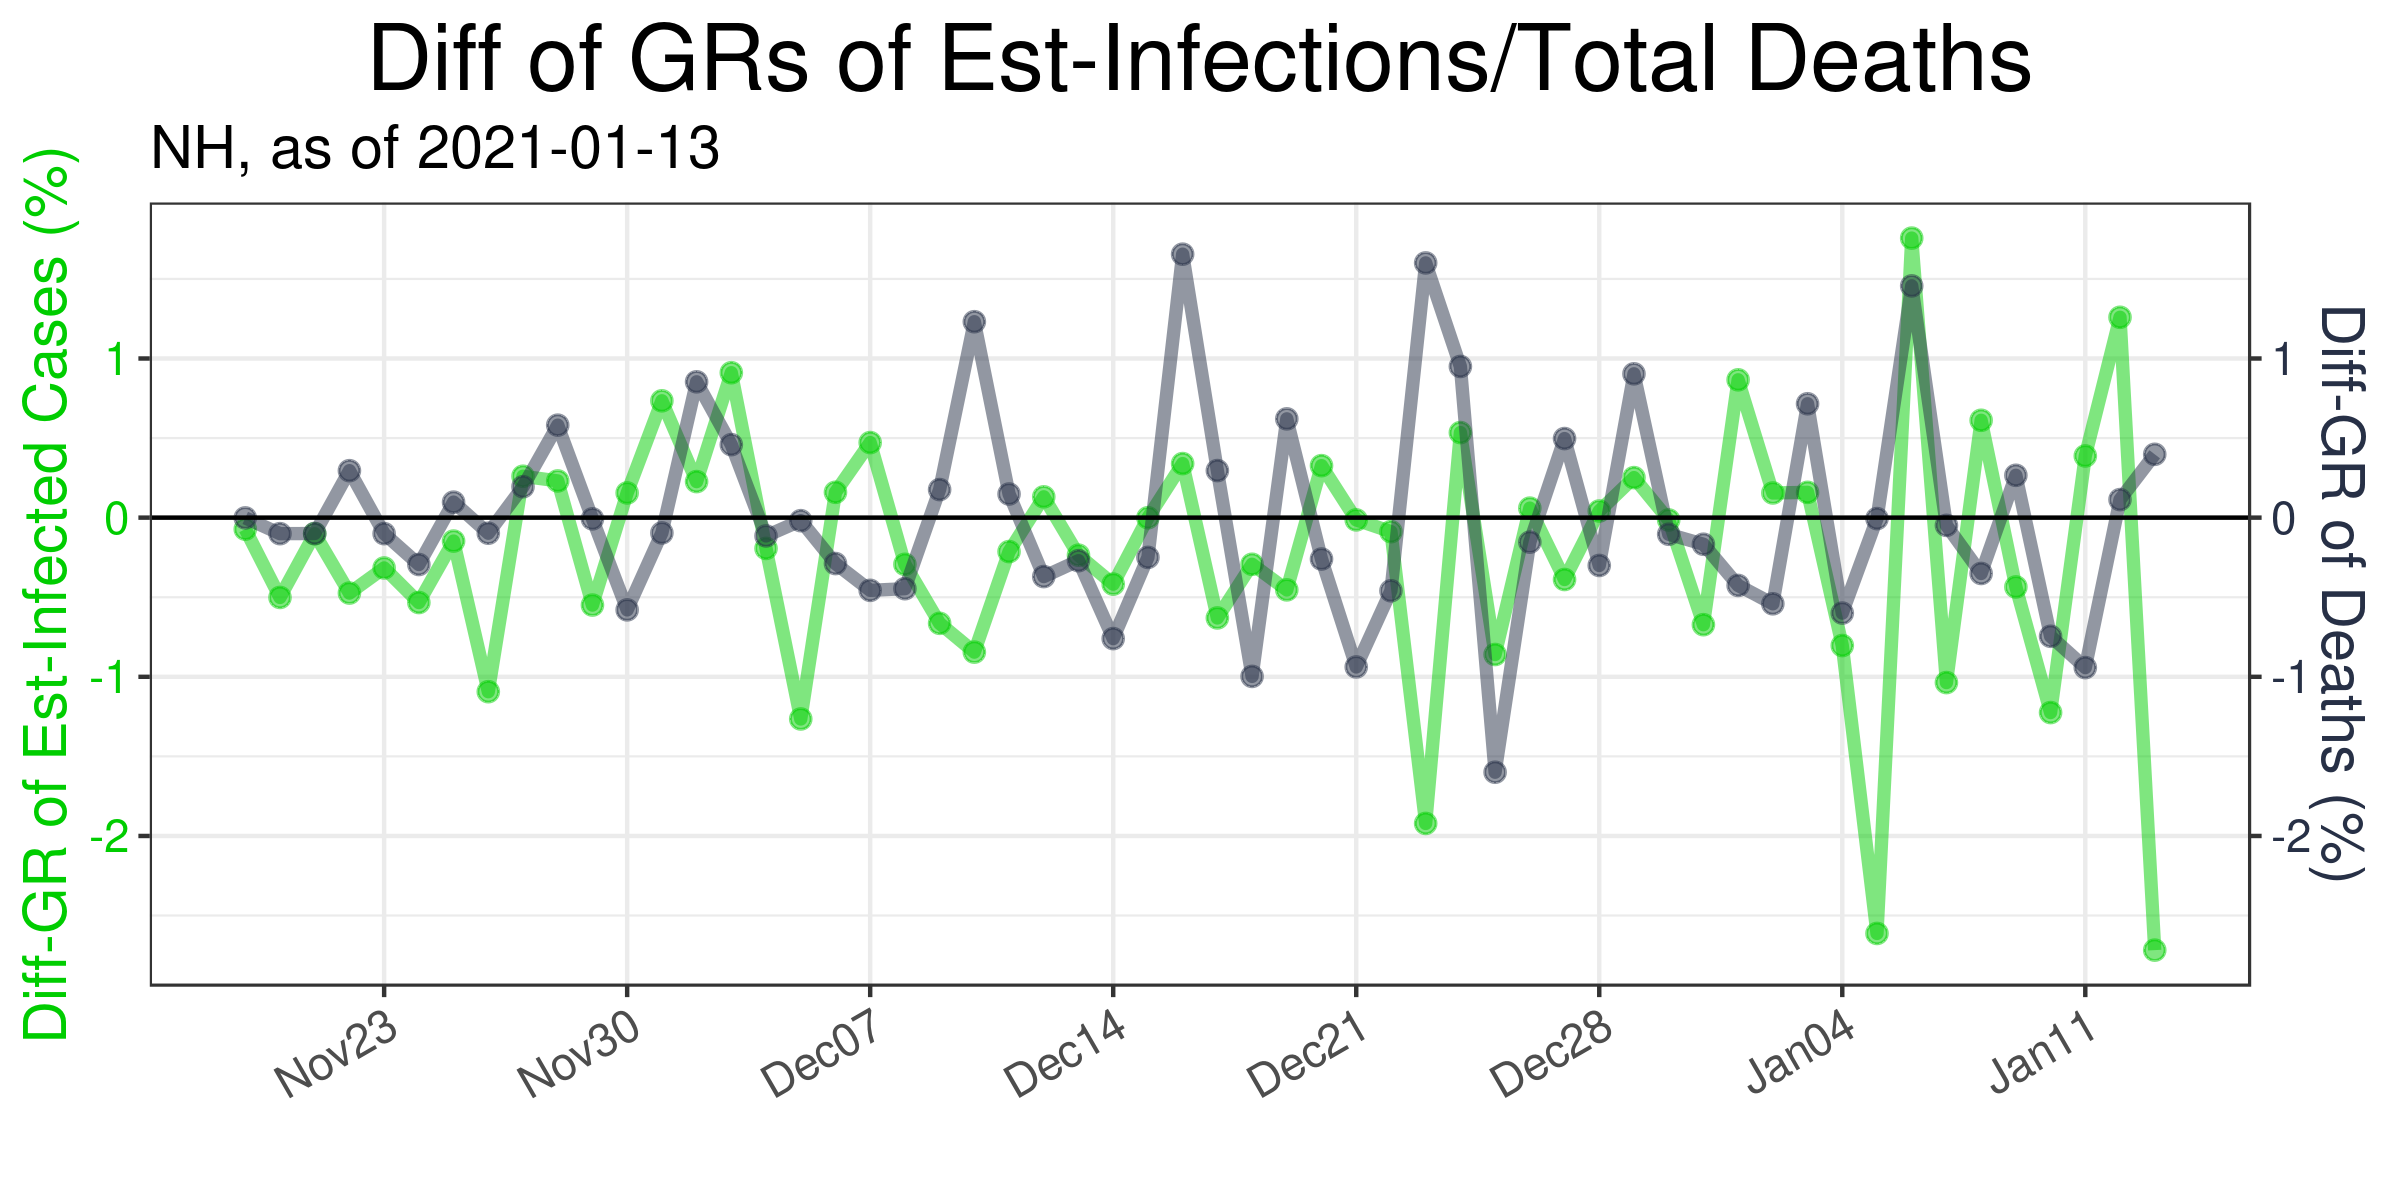 Diff of GRs of Est-Infections/Total Deaths
NH, as of 2021-01-13
Diff-GR of Est-Infected Cases (%)
1
0
-1
-2
1
0
-1
-2
Diff-GR of Deaths (%)
Nov23
Nov30
Dec07
Dec14
Dec21
Dec28
Jan04
Jan11